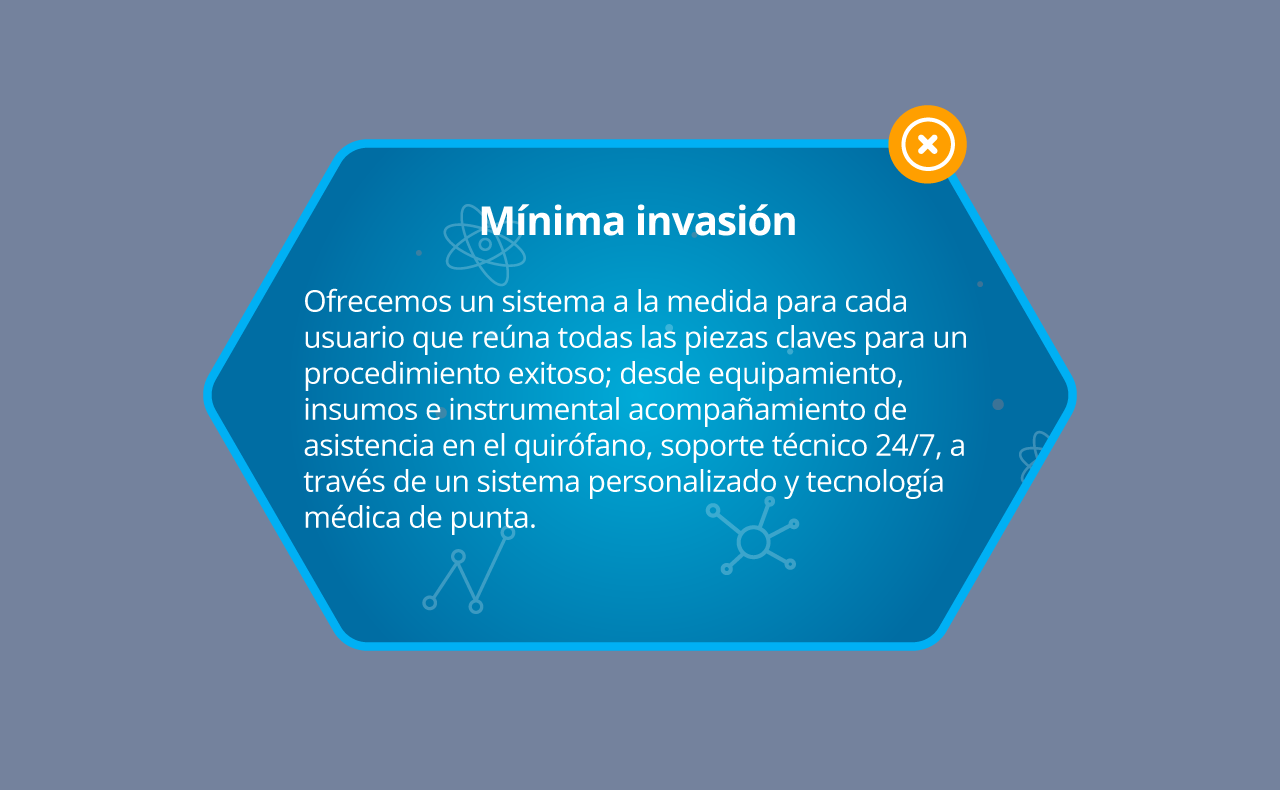 Mínima invasión
Ofrecemos un sistema a la medida para cada
usuario que reúna todas las piezas claves para un
procedimiento exitoso; desde equipamiento,
insumos e instrumental acompañamiento de
asistencia en el quirófano, soporte técnico 24/7, a
través de un sistema personalizado y tecnología
médica de punta.